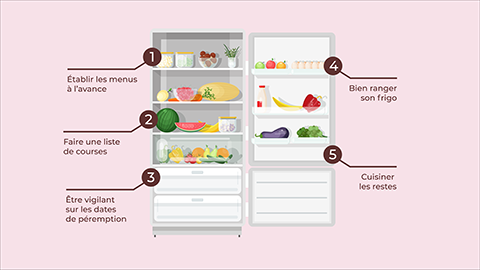 1
Établir les menus
à l'avance
2
Faire une liste
de courses
3
Être vigilant
sur les dates
de péremption
4
Bien ranger
son frigo
5
Cuisiner
les restes